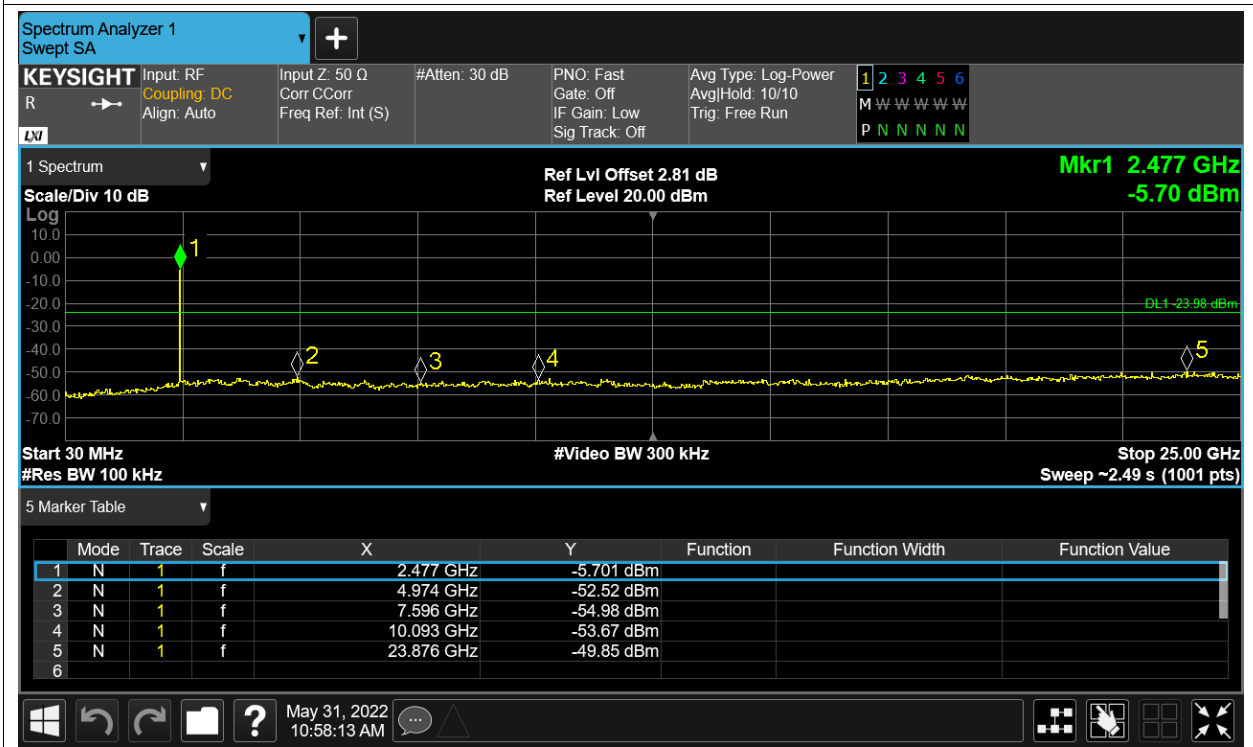 Spectrum Analyzer 1
Swept SA
KEYSIGHT
R
LXI
Input: RF
Coupling: DC
Align: Auto
Input Z: 50 Ω
Corr CCorr
Freq Ref: Int (S)
#Atten: 30 dB
PNO: Fast
Gate: Off
IF Gain: Low
Sig Track: Off
Avg Type: Log-Power
Avg|Hold: 10/10
Trig: Free Run
1 2 3 4 5 6
M W W W W W
P N N N N N
1 Spectrum
Scale/Div 10 dB
Ref Lvl Offset 2.81 dB
Ref Level 20.00 dBm
Mkr1 2.477 GHz
-5.70 dBm
Log
10.0
0.00
-10.0
-20.0
-30.0
-40.0
-50.0
-60.0
-70.0
1
2
3
4
5
DL1 -23.98 dBm
Start 30 MHz
#Res BW 100 kHz
#Video BW 300 kHz
Stop 25.00 GHz
Sweep ~2.49 s (1001 pts)
5 Marker Table
Mode Trace Scale X Y Function Function Width Function Value
1 N 1 f 2.477 GHz -5.701 dBm
2 N 1 f 4.974 GHz -52.52 dBm
3 N 1 f 7.596 GHz -54.98 dBm
4 N 1 f 10.093 GHz -53.67 dBm
5 N 1 f 23.876 GHz -49.85 dBm
6
?
May 31, 2022
10:58:13 AM